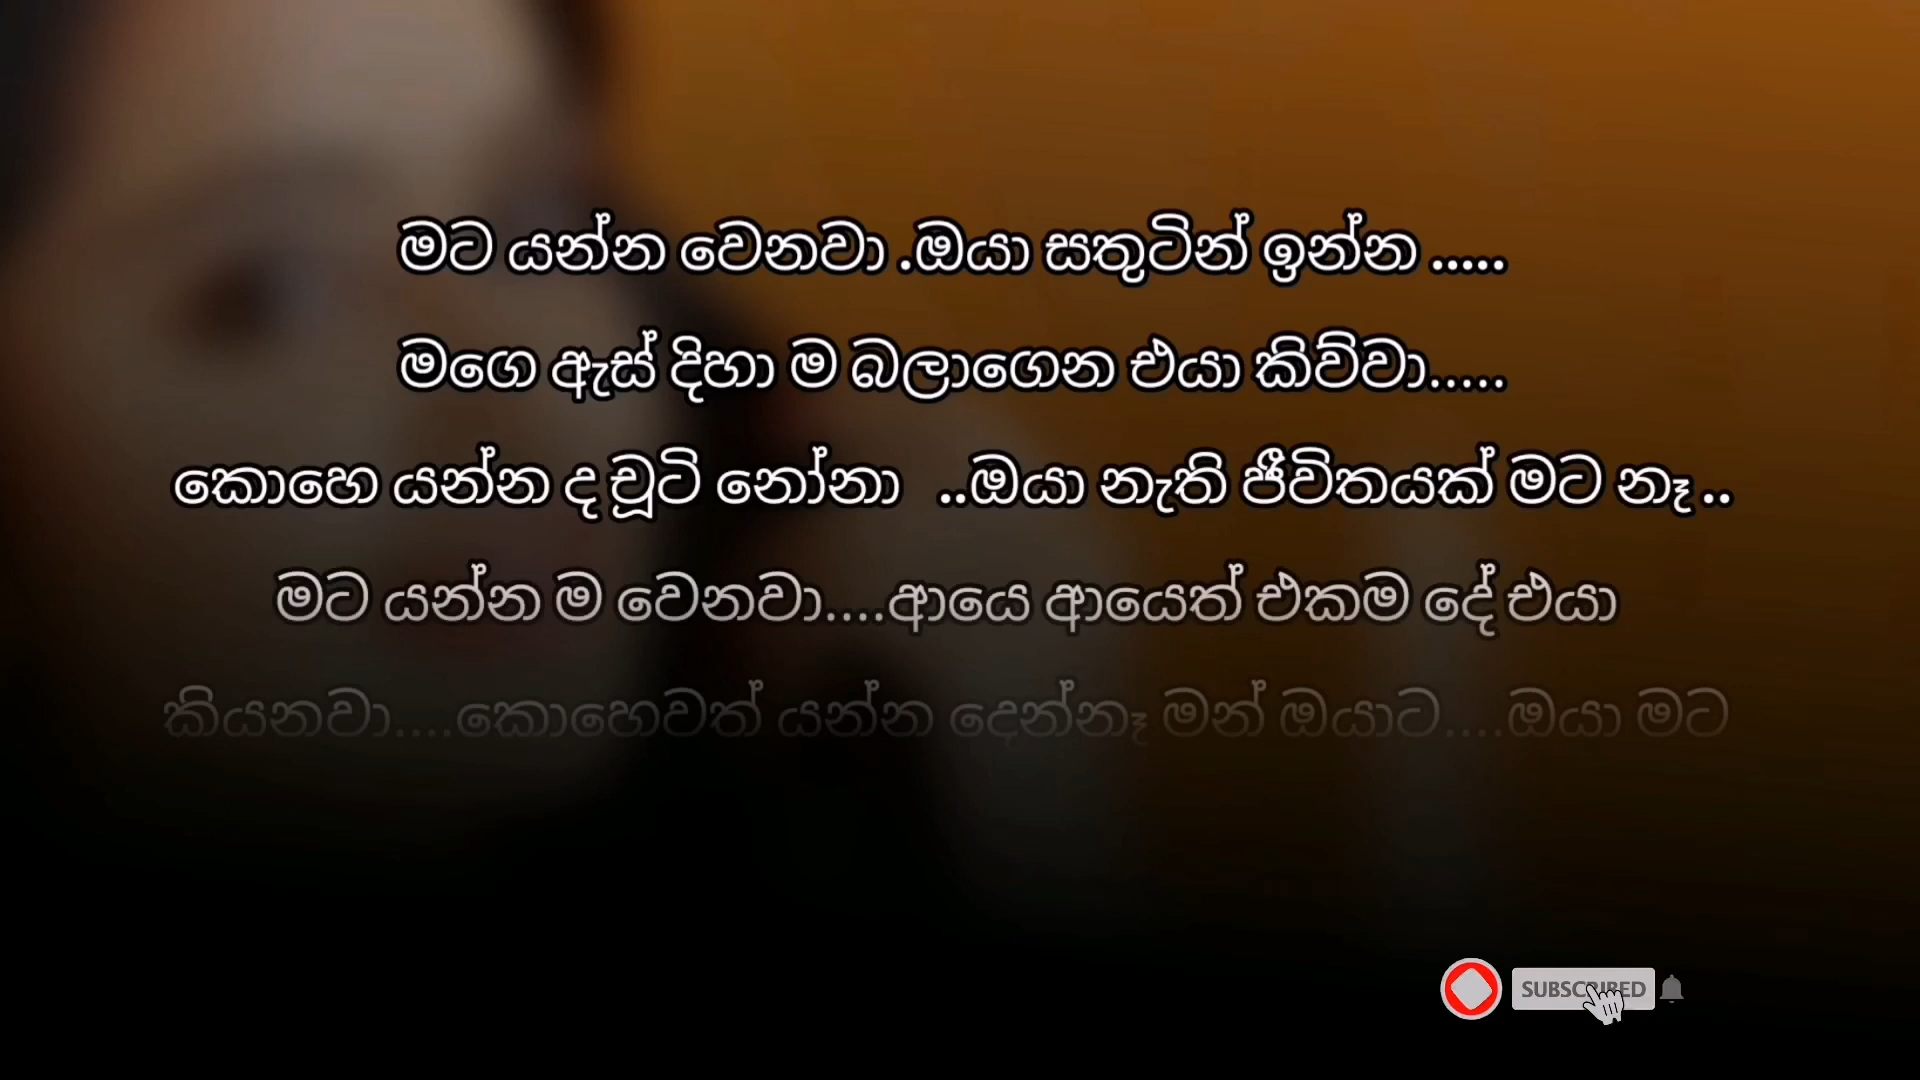 මට යන්න වෙනවා .ඔයා සතුටින් ඉන්න .....
මගෙ ඇස් දිහා ම බලාගෙන එයා කිව්වා.....
කොහෙ යන්න ද චූටි නෝනා ..ඔයා නැති ජීවිතයක් මට නෑ ..
මට යන්න ම වෙනවා....ආයෙ ආයෙත් එකම දේ එයා
කියනවා....කොහෙවත් යන්න දෙන්නෑ මන් ඔයාට....ඔයා මට
SUBSCRIBED